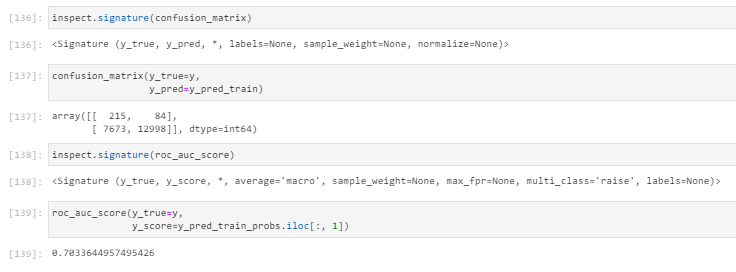 [136]: inspect.signature(confusion_matrix)
[136]: <Signature (y_true, y_pred, *, labels=None, sample_weight=None, normalize=None)>
[137]: confusion_matrix(y_true=y,
y_pred=y_pred_train)
[137]: array([[  215,    84],
[ 7673, 12998]], dtype=int64)
[138]: inspect.signature(roc_auc_score)
[138]: <Signature (y_true, y_score, *, average='macro', sample_weight=None, max_fpr=None, multi_class='raise', labels=None)>
[139]: roc_auc_score(y_true=y,
y_score=y_pred_train_probs.iloc[:, 1])
[139]: 0.7033644957495426